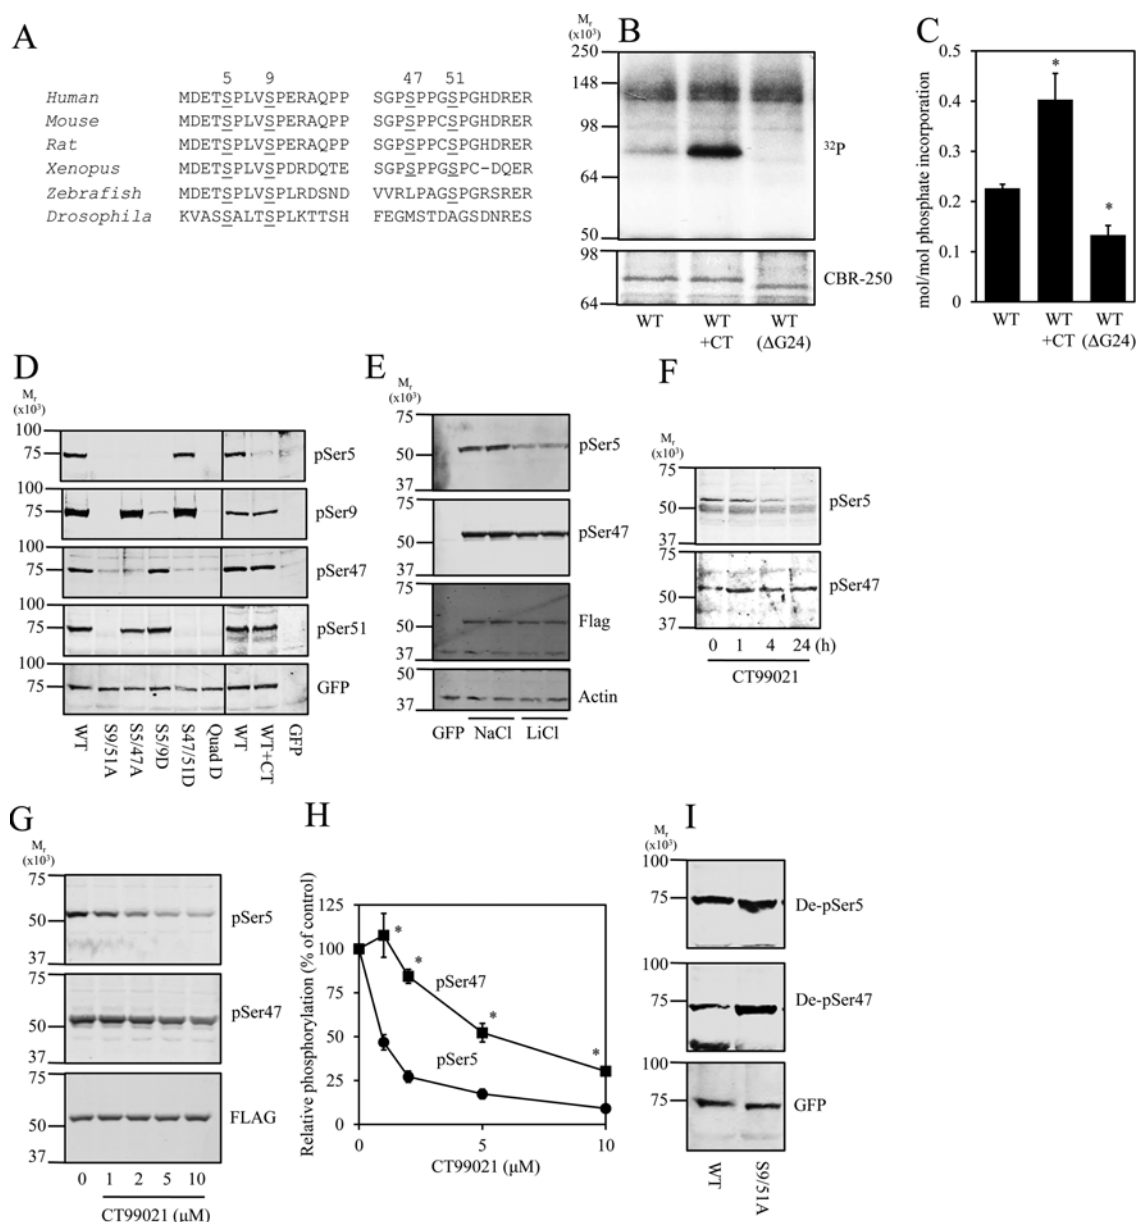 A
5 9 47 51
Human MDETSPLVSPERAQPP SGPSPPGSPGHDRER
Mouse MDETSPLVSPERAQPP SGPSPPCSPGHDRER
Rat MDETSPLVSPERAQPP SGPSPPCSPGHDRER
Xenopus MDETSPLVSPDRDQTE SGPSPPGSPC-DQER
Zebrafish MDETSPLVSPLRDSND VVRLPAGSPGRSRER
Drosophila KVASSALTSPLKTTSH FEGMSTDAGSDNRES
B
Mr
(x10³)
250
148
98
64
50
³²P
98
64
CBR-250
WT WT WT
+CT (ΔG24)
C
mol/mol phosphate incorporation
0.5
0.4
0.3
0.2
0.1
0
*
*
WT WT WT
+CT (ΔG24)
D
Mr
(x10³)
100
75
pSer5
100
75
pSer9
100
75
pSer47
100
75
pSer51
100
75
GFP
WT S9/51A S5/47A S5/9D S47/51D Quad D WT WT+CT GFP
E
Mr
(x10³)
75
50
37
pSer5
75
50
37
pSer47
75
50
37
Flag
50
37
Actin
GFP NaCl LiCl
F
Mr
(x10³)
75
50
37
pSer5
75
50
37
pSer47
0 1 4 24 (h)
CT99021
G
Mr
(x10³)
75
50
37
pSer5
75
50
37
pSer47
75
50
37
FLAG
0 1 2 5 10
CT99021 (μM)
H
Relative phosphorylation (% of control)
125
100
75
50
25
0
*
*
pSer47
*
pSer5
*
0 5 10
CT99021 (μM)
I
Mr
(x10³)
100
75
De-pSer5
100
75
De-pSer47
100
75
GFP
WT S9/51A